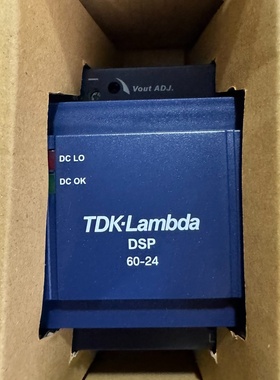 Vout ADJ.
DC LO
DC OK
TDK·Lambda
DSP
60-24